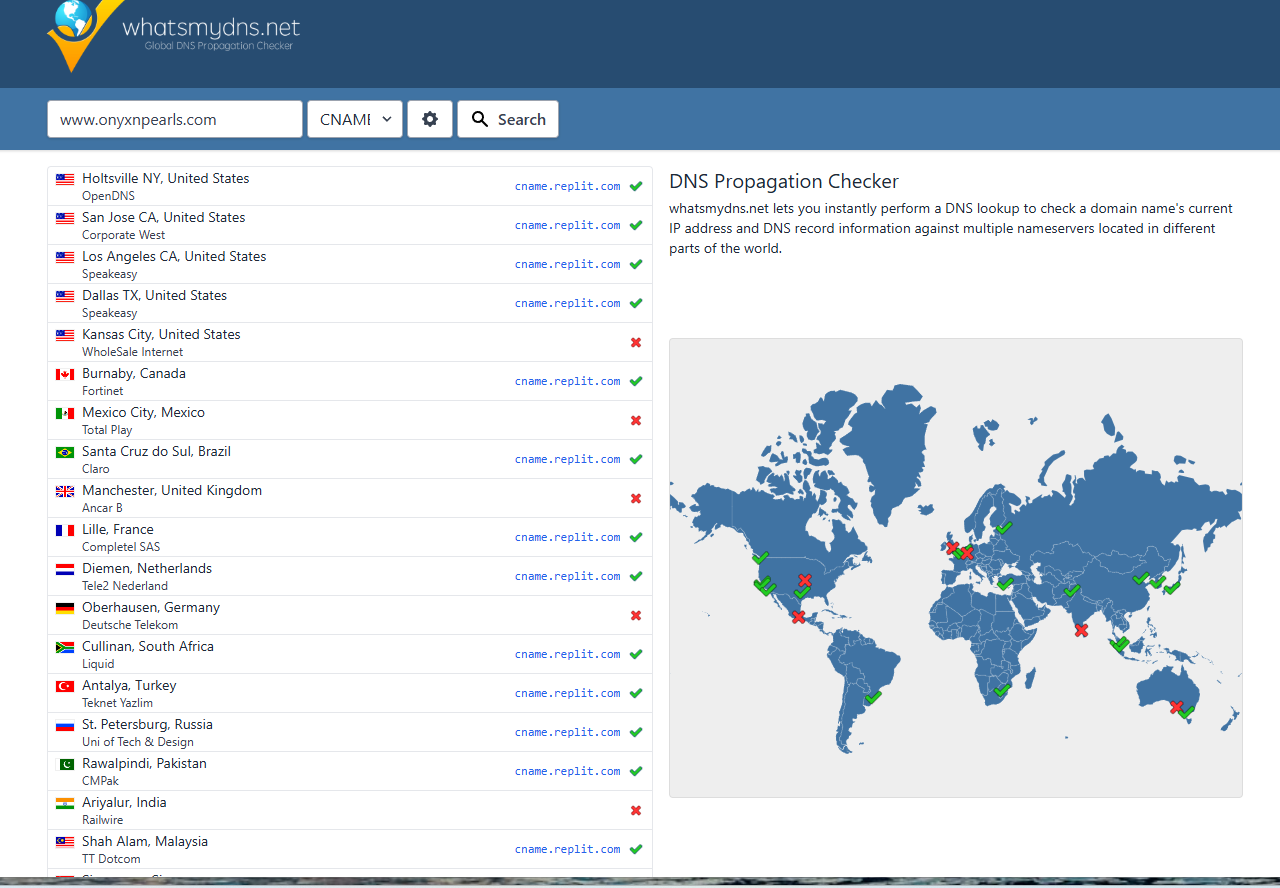 whatsmydns.net
Global DNS Propagation Checker
www.onyxnpearls.com
CNAME
Search
Holtsville NY, United States
OpenDNS
cname.replit.com
San Jose CA, United States
Corporate West
cname.replit.com
Los Angeles CA, United States
Speakeasy
cname.replit.com
Dallas TX, United States
Speakeasy
cname.replit.com
Kansas City, United States
WholeSale Internet
Burnaby, Canada
Fortinet
cname.replit.com
Mexico City, Mexico
Total Play
Santa Cruz do Sul, Brazil
Claro
cname.replit.com
Manchester, United Kingdom
Ancar B
Lille, France
Completel SAS
cname.replit.com
Diemen, Netherlands
Tele2 Nederland
cname.replit.com
Oberhausen, Germany
Deutsche Telekom
Cullinan, South Africa
Liquid
cname.replit.com
Antalya, Turkey
Teknet Yazlim
cname.replit.com
St. Petersburg, Russia
Uni of Tech & Design
cname.replit.com
Rawalpindi, Pakistan
CMPak
cname.replit.com
Ariyalur, India
Railwire
Shah Alam, Malaysia
TT Dotcom
cname.replit.com
DNS Propagation Checker
whatsmydns.net lets you instantly perform a DNS lookup to check a domain name's current
IP address and DNS record information against multiple nameservers located in different
parts of the world.